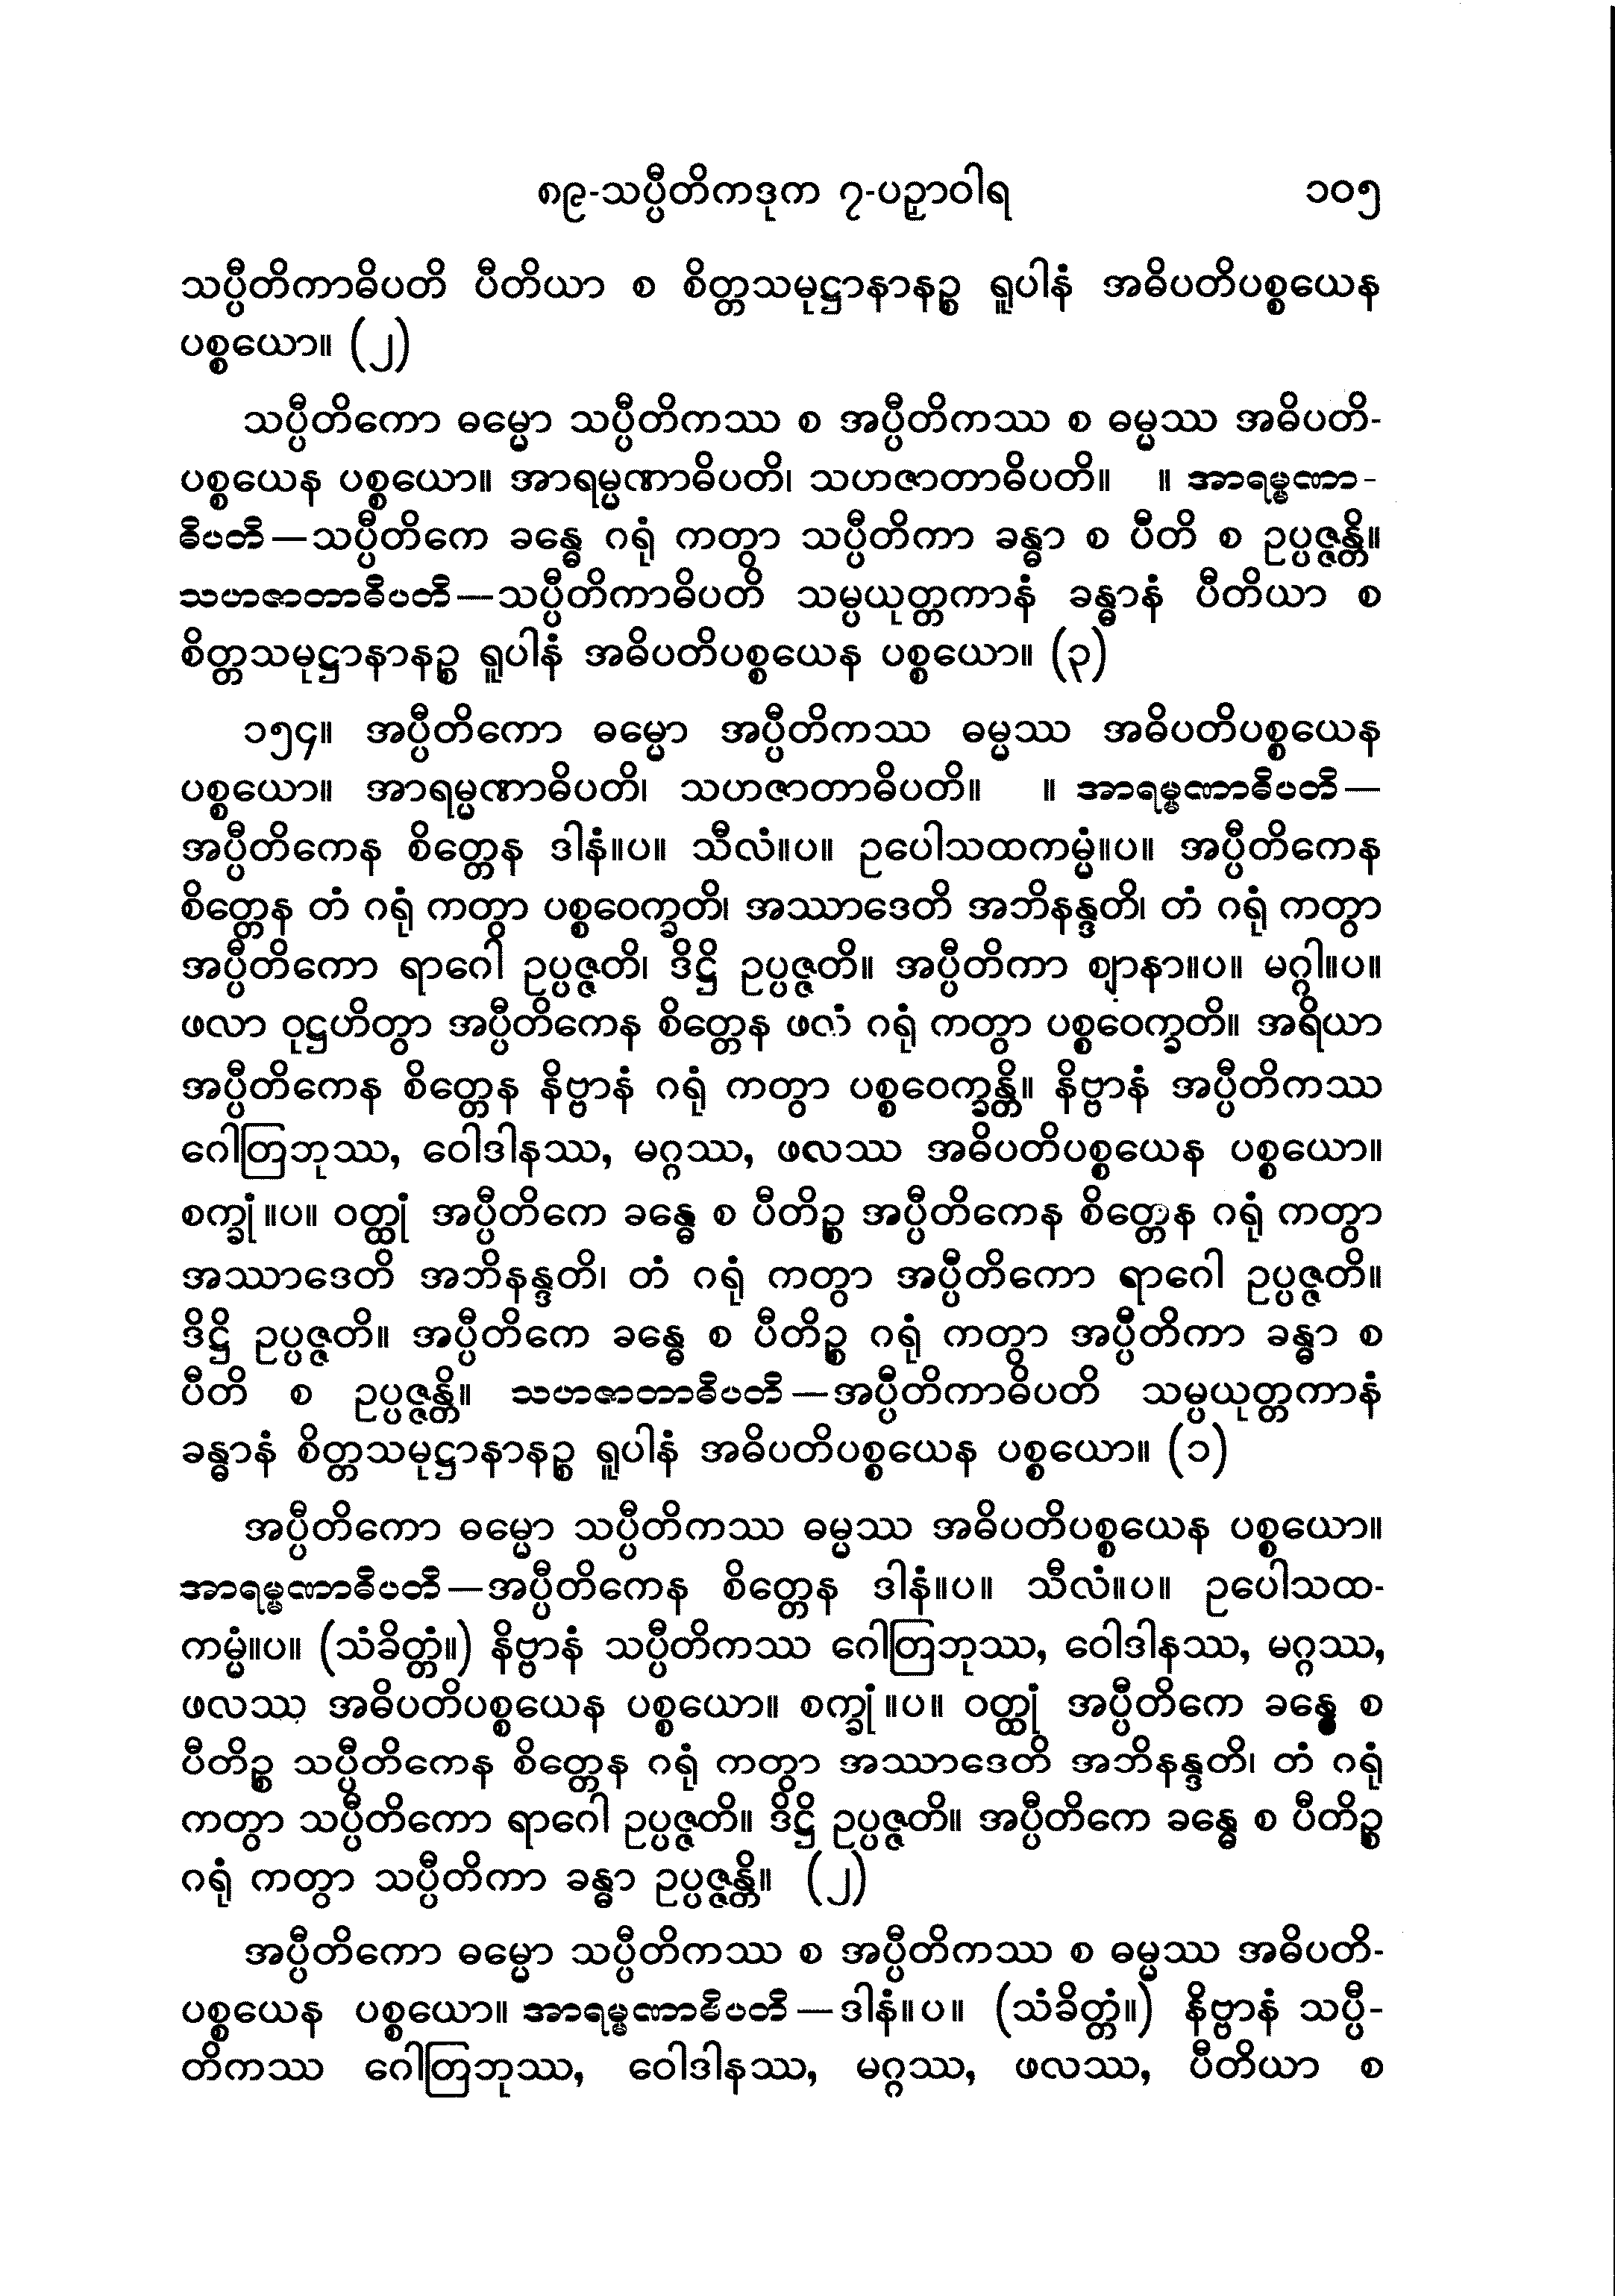 ၈၉-သပ္ပီတိကဒုက ၇-ပဉှာဝါရ ၁၀၅
သပ္ပီတိကာဓိပတိ ပီတိယာ စ စိတ္တသမုဋ္ဌာနာနဉ္စ ရူပါနံ အဓိပတိပစ္စယေန
ပစ္စယော။ (၂)
သပ္ပီတိကော ဓမ္မော သပ္ပီတိကဿ စ အပ္ပီတိကဿ စ ဓမ္မဿ အဓိပတိ-
ပစ္စယေန ပစ္စယော။ အာရမ္မဏာဓိပတိ၊ သဟဇာတာဓိပတိ။ ။ အာရမ္မဏာ-
ဓိပတိ—သပ္ပီတိကေ ခန္ဓေ ဂရုံ ကတွာ သပ္ပီတိကာ ခန္ဓာ စ ပီတိ စ ဥပ္ပဇ္ဇန္တိ။
သဟဇာတာဓိပတိ—သပ္ပီတိကာဓိပတိ သမ္ပယုတ္တကာနံ ခန္ဓာနံ ပီတိယာ စ
စိတ္တသမုဋ္ဌာနာနဉ္စ ရူပါနံ အဓိပတိပစ္စယေန ပစ္စယော။ (၃)
၁၅၄။ အပ္ပီတိကော ဓမ္မော အပ္ပီတိကဿ ဓမ္မဿ အဓိပတိပစ္စယေန
ပစ္စယော။ အာရမ္မဏာဓိပတိ၊ သဟဇာတာဓိပတိ။ ။ အာရမ္မဏာဓိပတိ—
အပ္ပီတိကေန စိတ္တေန ဒါနံ။ပ။ သီလံ။ပ။ ဥပေါသထကမ္မံ။ပ။ အပ္ပီတိကေန
စိတ္တေန တံ ဂရုံ ကတွာ ပစ္စဝေက္ခတိ၊ အဿာဒေတိ အဘိနန္ဒတိ၊ တံ ဂရုံ ကတွာ
အပ္ပီတိကော ရာဂေါ ဥပ္ပဇ္ဇတိ၊ ဒိဋ္ဌိ ဥပ္ပဇ္ဇတိ။ အပ္ပီတိကာ ဈာနာ။ပ။ မဂ္ဂါ။ပ။
ဖလာ ဝုဋ္ဌဟိတွာ အပ္ပီတိကေန စိတ္တေန ဖလံ ဂရုံ ကတွာ ပစ္စဝေက္ခတိ။ အရိယာ
အပ္ပီတိကေန စိတ္တေန နိဗ္ဗာနံ ဂရုံ ကတွာ ပစ္စဝေက္ခန္တိ။ နိဗ္ဗာနံ အပ္ပီတိကဿ
ဂေါတြဘုဿ, ဝေါဒါနဿ, မဂ္ဂဿ, ဖလဿ အဓိပတိပစ္စယေန ပစ္စယော။
စက္ခုံ။ပ။ ဝတ္ထုံ အပ္ပီတိကေ ခန္ဓေ စ ပီတိဉ္စ အပ္ပီတိကေန စိတ္တေန ဂရုံ ကတွာ
အဿာဒေတိ အဘိနန္ဒတိ၊ တံ ဂရုံ ကတွာ အပ္ပီတိကော ရာဂေါ ဥပ္ပဇ္ဇတိ။
ဒိဋ္ဌိ ဥပ္ပဇ္ဇတိ။ အပ္ပီတိကေ ခန္ဓေ စ ပီတိဉ္စ ဂရုံ ကတွာ အပ္ပီတိကာ ခန္ဓာ စ
ပီတိ စ ဥပ္ပဇ္ဇန္တိ။ သဟဇာတာဓိပတိ—အပ္ပီတိကာဓိပတိ သမ္ပယုတ္တကာနံ
ခန္ဓာနံ စိတ္တသမုဋ္ဌာနာနဉ္စ ရူပါနံ အဓိပတိပစ္စယေန ပစ္စယော။ (၁)
အပ္ပီတိကော ဓမ္မော သပ္ပီတိကဿ ဓမ္မဿ အဓိပတိပစ္စယေန ပစ္စယော။
အာရမ္မဏာဓိပတိ—အပ္ပီတိကေန စိတ္တေန ဒါနံ။ပ။ သီလံ။ပ။ ဥပေါသထ-
ကမ္မံ။ပ။ (သံခိတ္တံ။) နိဗ္ဗာနံ သပ္ပီတိကဿ ဂေါတြဘုဿ, ဝေါဒါနဿ, မဂ္ဂဿ,
ဖလဿ အဓိပတိပစ္စယေန ပစ္စယော။ စက္ခုံ။ပ။ ဝတ္ထုံ အပ္ပီတိကေ ခန္ဓေ စ
ပီတိဉ္စ သပ္ပီတိကေန စိတ္တေန ဂရုံ ကတွာ အဿာဒေတိ အဘိနန္ဒတိ၊ တံ ဂရုံ
ကတွာ သပ္ပီတိကော ရာဂေါ ဥပ္ပဇ္ဇတိ။ ဒိဋ္ဌိ ဥပ္ပဇ္ဇတိ။ အပ္ပီတိကေ ခန္ဓေ စ ပီတိဉ္စ
ဂရုံ ကတွာ သပ္ပီတိကာ ခန္ဓာ ဥပ္ပဇ္ဇန္တိ။ (၂)
အပ္ပီတိကော ဓမ္မော သပ္ပီတိကဿ စ အပ္ပီတိကဿ စ ဓမ္မဿ အဓိပတိ-
ပစ္စယေန ပစ္စယော။ အာရမ္မဏာဓိပတိ—ဒါနံ။ပ။ (သံခိတ္တံ။) နိဗ္ဗာနံ သပ္ပီ-
တိကဿ ဂေါတြဘုဿ, ဝေါဒါနဿ, မဂ္ဂဿ, ဖလဿ, ပီတိယာ စ